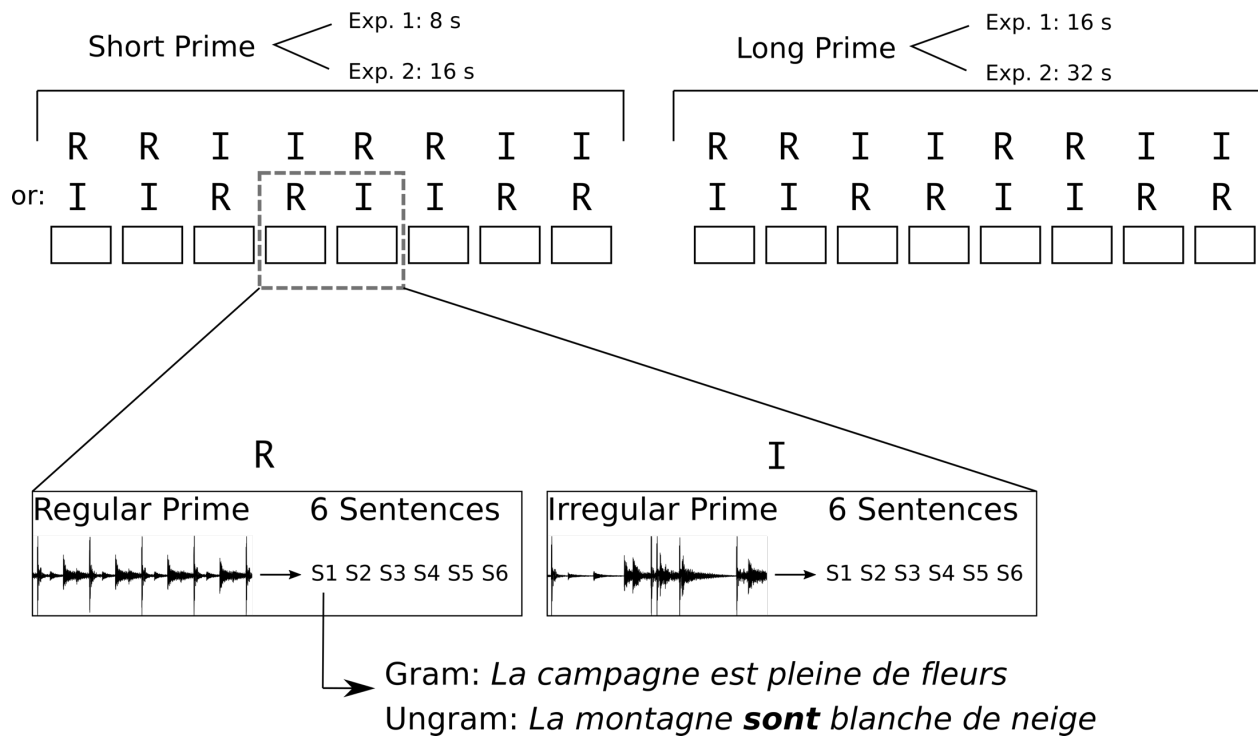 Short Prime
Exp. 1: 8 s
Exp. 2: 16 s
Long Prime
Exp. 1: 16 s
Exp. 2: 32 s
R R I I R R I I
R R I I R R I I
or: I I R R I I R R
I I R R I I R R
R
I
Regular Prime 6 Sentences
S1 S2 S3 S4 S5 S6
Irregular Prime 6 Sentences
S1 S2 S3 S4 S5 S6
Gram: La campagne est pleine de fleurs
Ungram: La montagne sont blanche de neige